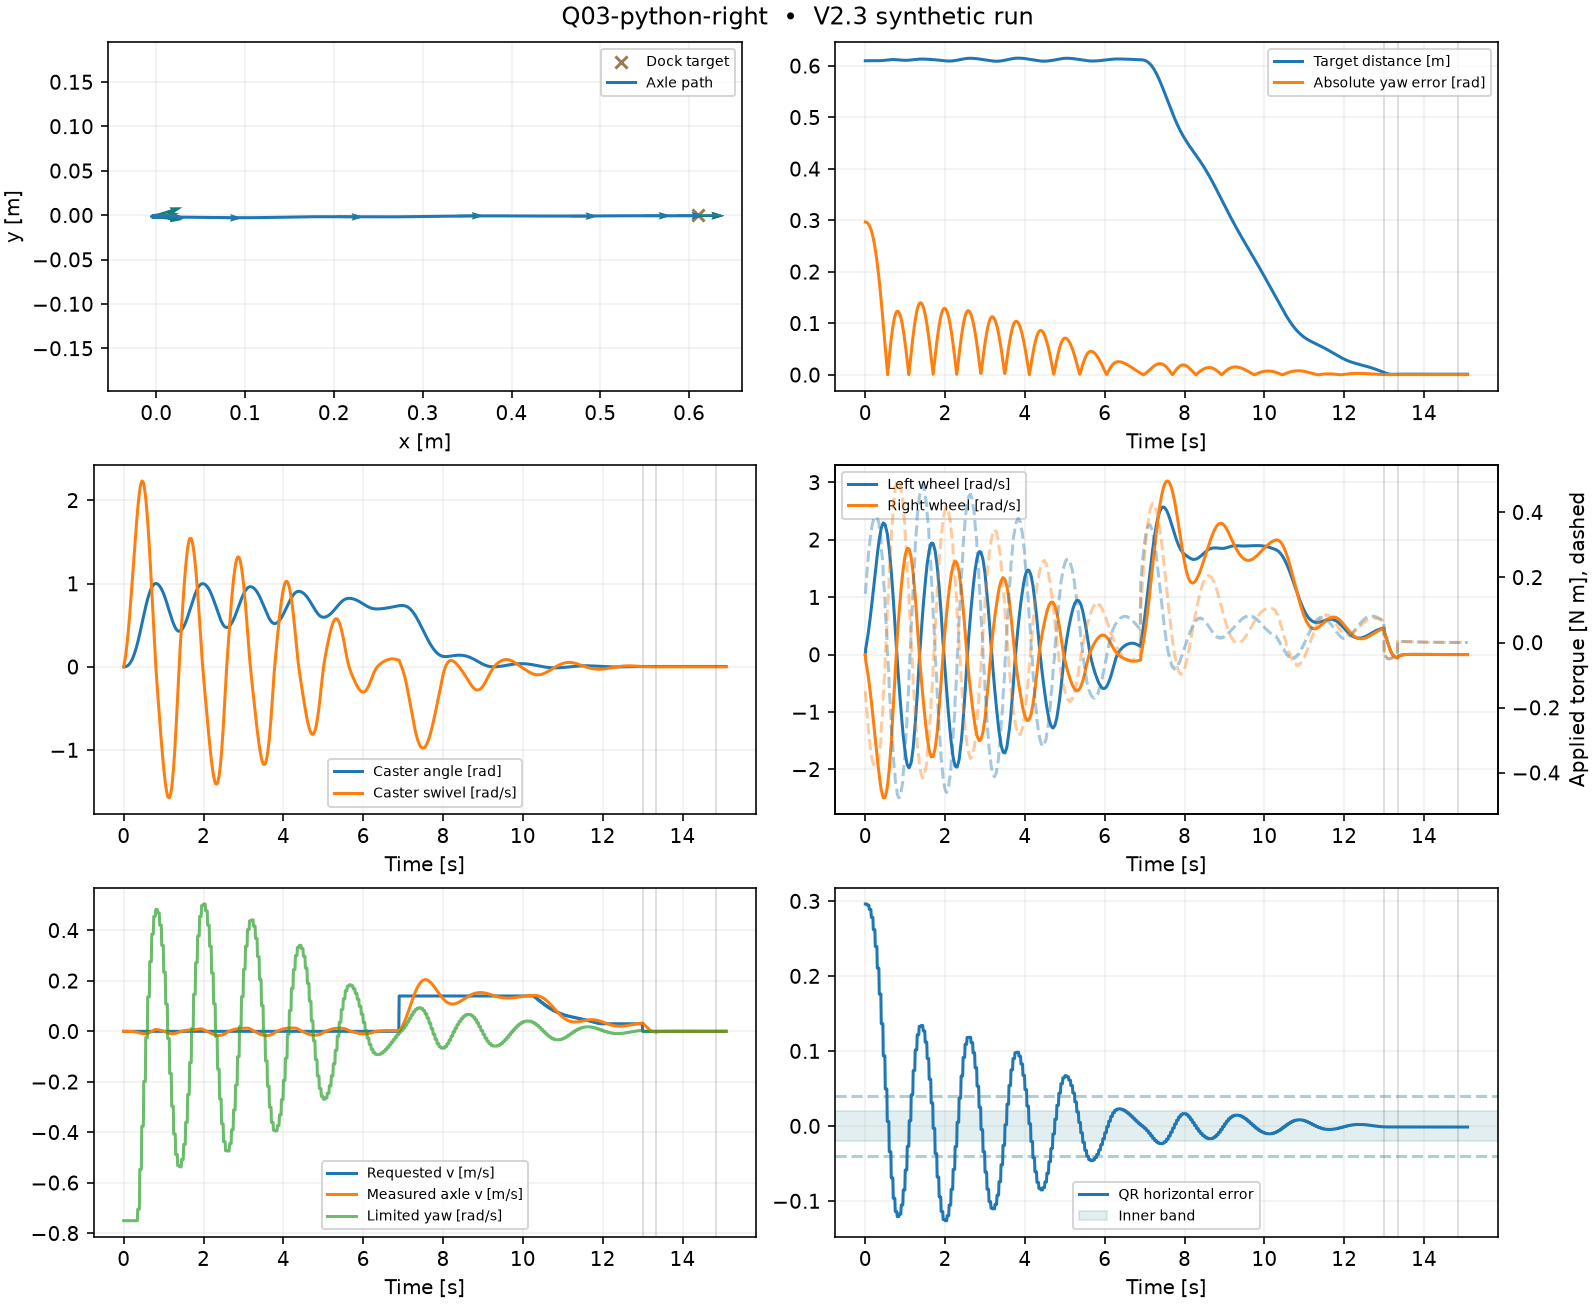 Q03-python-right • V2.3 synthetic run
Dock target
Axle path
0.15
0.10
0.05
0.00
−0.05
−0.10
−0.15
y [m]
0.0 0.1 0.2 0.3 0.4 0.5 0.6
x [m]
Target distance [m]
Absolute yaw error [rad]
0.6
0.5
0.4
0.3
0.2
0.1
0.0
0 2 4 6 8 10 12 14
Time [s]
2
1
0
−1
Caster angle [rad]
Caster swivel [rad/s]
0 2 4 6 8 10 12 14
Time [s]
Left wheel [rad/s]
Right wheel [rad/s]
3
2
1
0
−1
−2
0.4
0.2
0.0
−0.2
−0.4
Applied torque [N m], dashed
0 2 4 6 8 10 12 14
Time [s]
0.4
0.2
0.0
−0.2
−0.4
−0.6
−0.8
Requested v [m/s]
Measured axle v [m/s]
Limited yaw [rad/s]
0 2 4 6 8 10 12 14
Time [s]
0.3
0.2
0.1
0.0
−0.1
QR horizontal error
Inner band
0 2 4 6 8 10 12 14
Time [s]